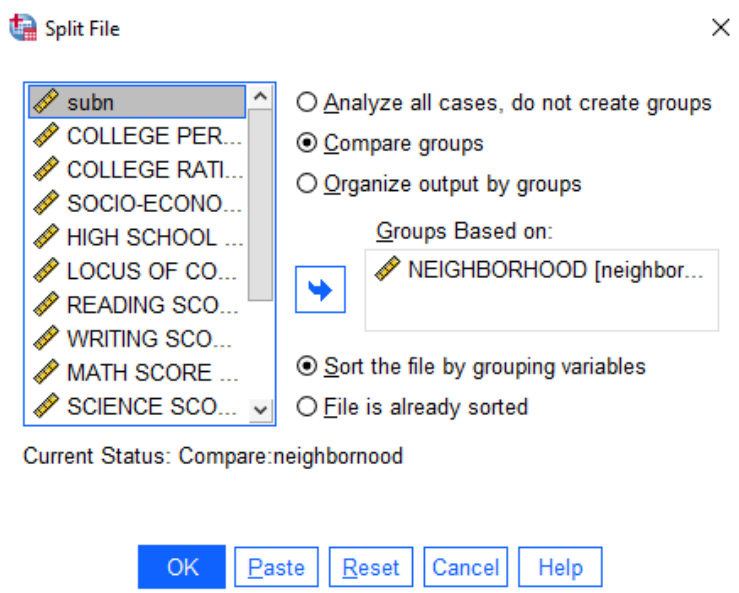 Split File
subn
COLLEGE PER...
COLLEGE RATI...
SOCIO-ECONO...
HIGH SCHOOL ...
LOCUS OF CO...
READING SCO...
WRITING SCO...
MATH SCORE ...
SCIENCE SCO...
Analyze all cases, do not create groups
Compare groups
Organize output by groups
Groups Based on:
NEIGHBORHOOD [neighbor...
Sort the file by grouping variables
File is already sorted
Current Status: Compare:neighbornood
OK Paste Reset Cancel Help